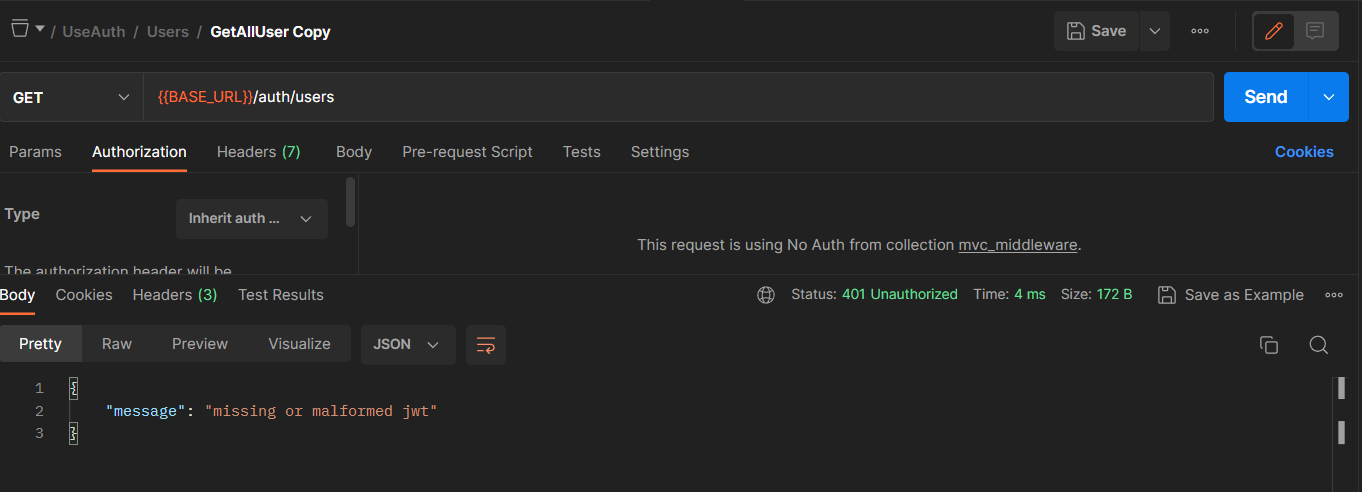 / UseAuth / Users / GetAllUser Copy
Save
GET
{{BASE_URL}}/auth/users
Send
Params Authorization Headers (7) Body Pre-request Script Tests Settings Cookies
Type
Inherit auth ...
The authorization header will be
This request is using No Auth from collection mvc_middleware.
Body Cookies Headers (3) Test Results
Status: 401 Unauthorized Time: 4 ms Size: 172 B Save as Example
Pretty Raw Preview Visualize JSON
1 {
2 "message": "missing or malformed jwt"
3 }